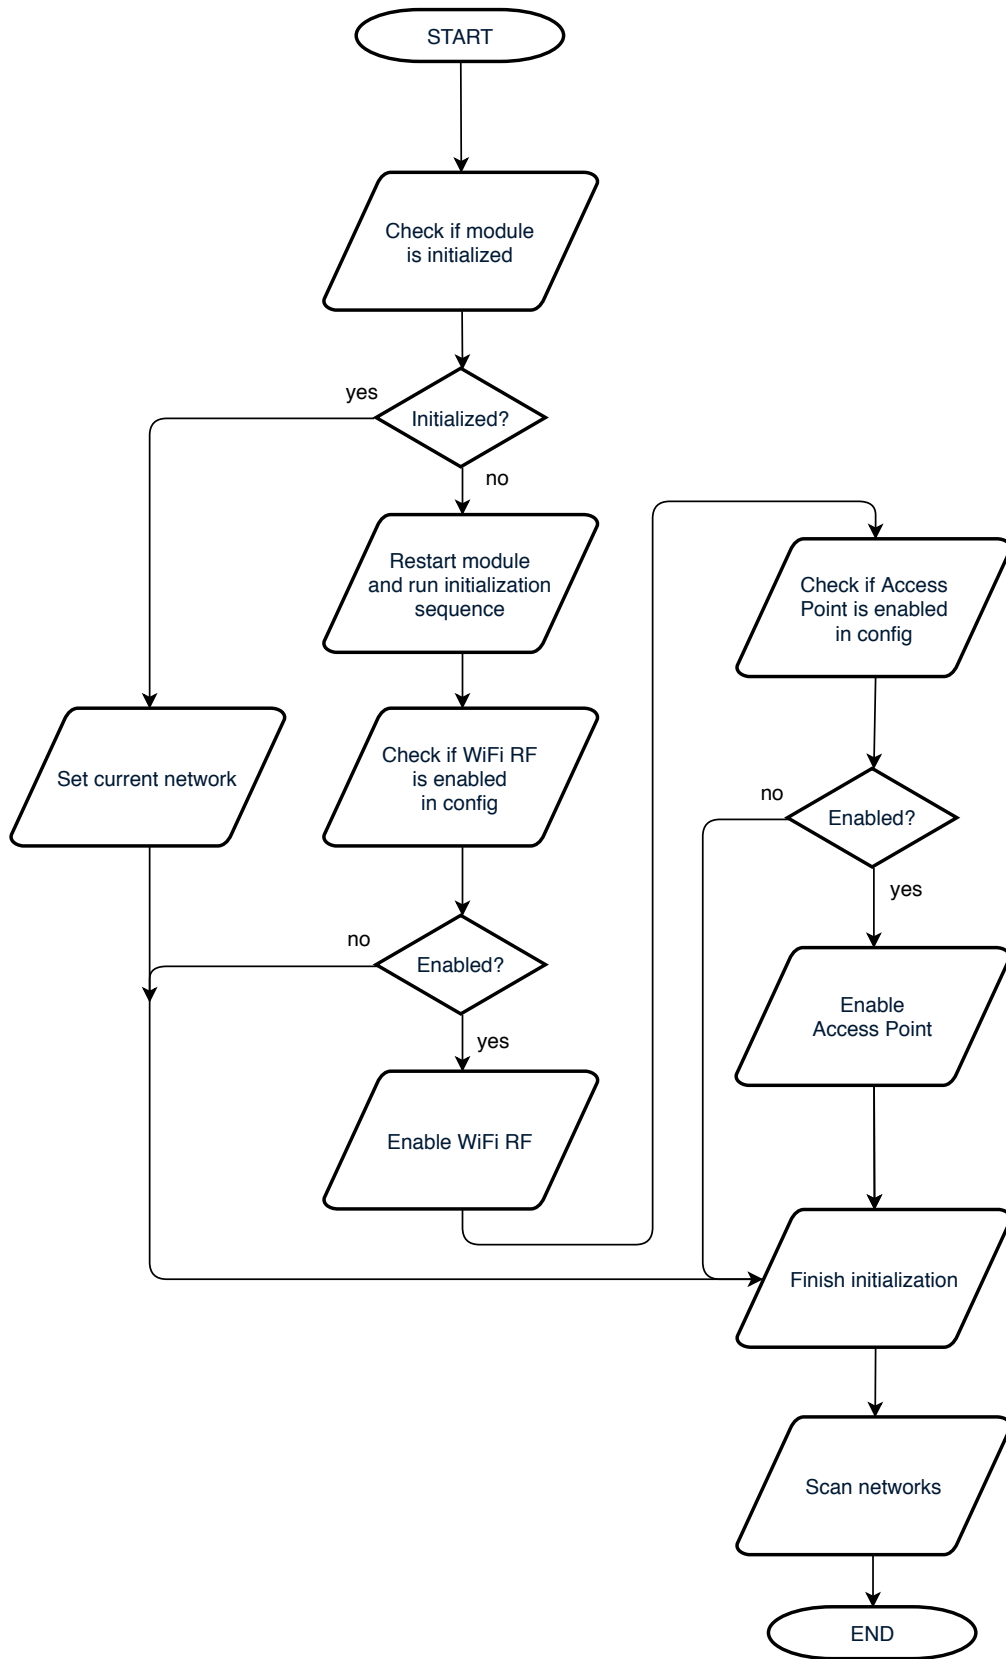 START
Check if module
is initialized
yes
Initialized?
no
Restart module
and run initialization
sequence
Check if Access
Point is enabled
in config
Set current network
Check if WiFi RF
is enabled
in config
no
Enabled?
yes
no
Enabled?
yes
Enable
Access Point
Enable WiFi RF
Finish initialization
Scan networks
END